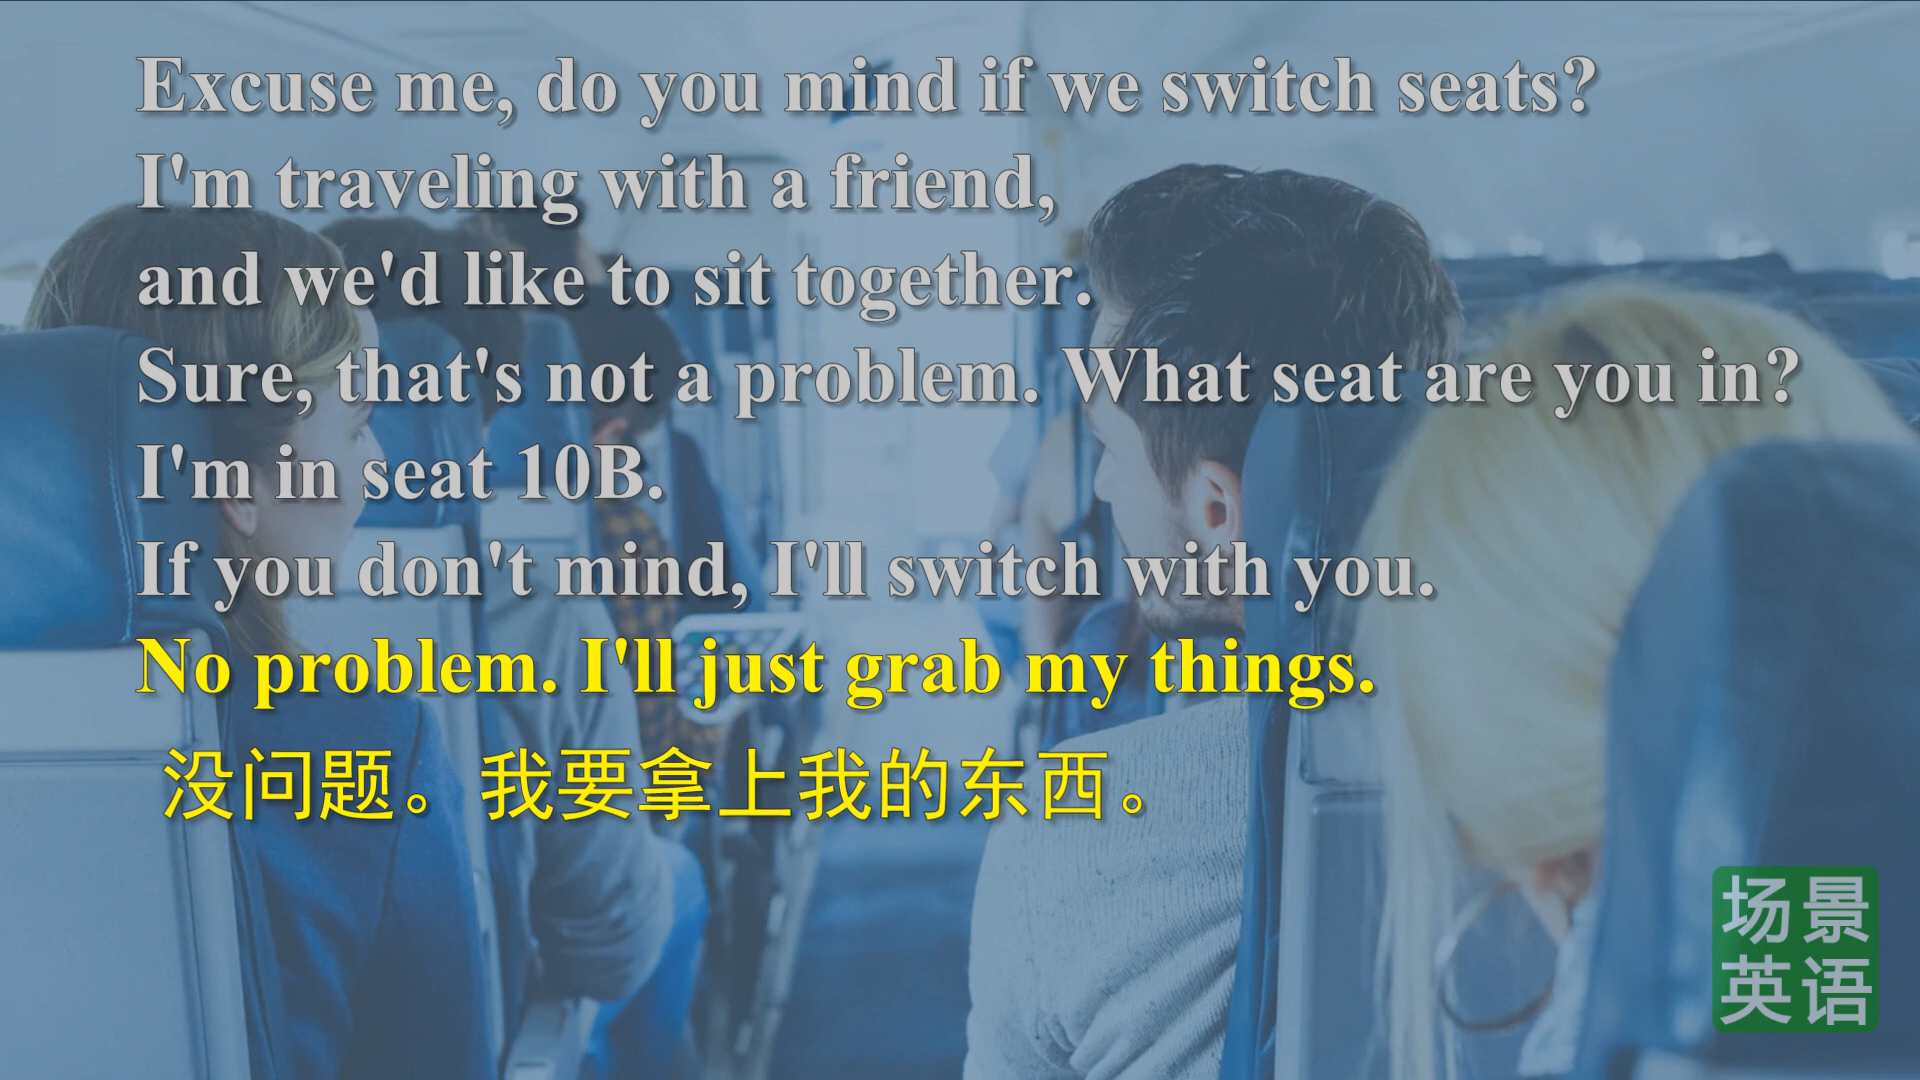 Excuse me, do you mind if we switch seats?
I'm traveling with a friend,
and we'd like to sit together.
Sure, that's not a problem. What seat are you in?
I'm in seat 10B.
If you don't mind, I'll switch with you.
No problem. I'll just grab my things.
没问题。我要拿上我的东西。
场景
英语